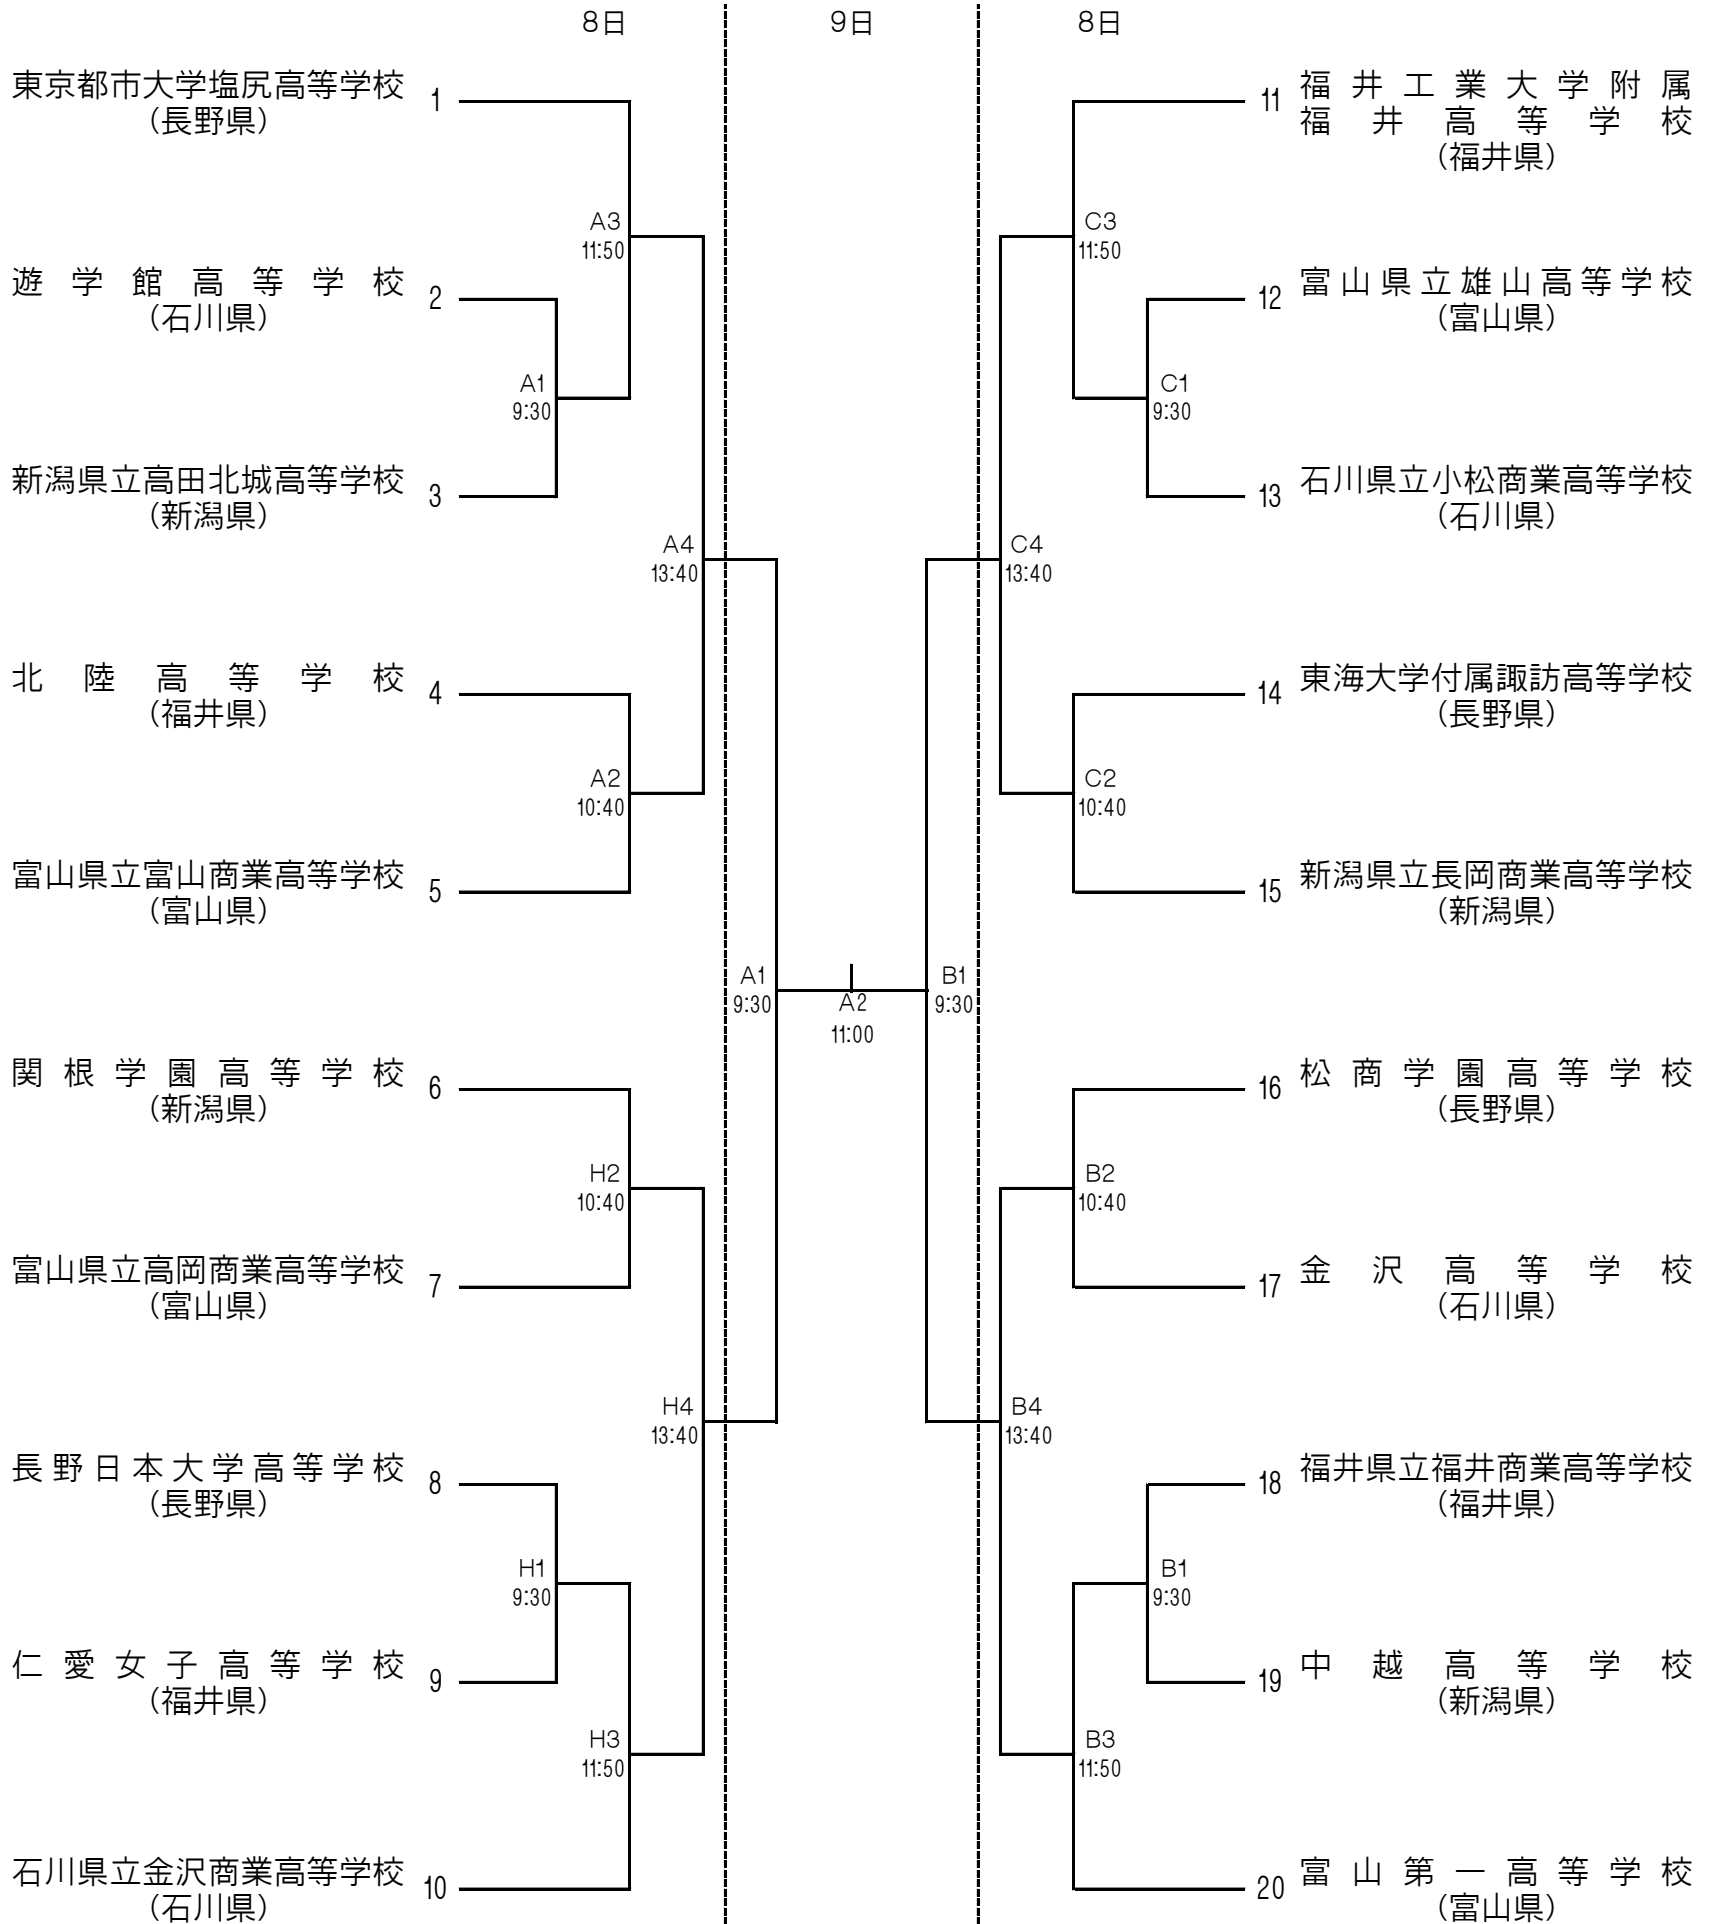 8日
9日
8日
東京都市大学塩尻高等学校
(長野県)
1
A3
11:50
遊学館高等学校
(石川県)
2
A1
9:30
新潟県立高田北城高等学校
(新潟県)
3
A4
13:40
北陸高等学校
(福井県)
4
A2
10:40
富山県立富山商業高等学校
(富山県)
5
A1
9:30
A2
11:00
B1
9:30
関根学園高等学校
(新潟県)
6
H2
10:40
富山県立高岡商業高等学校
(富山県)
7
H4
13:40
長野日本大学高等学校
(長野県)
8
H1
9:30
仁愛女子高等学校
(福井県)
9
H3
11:50
石川県立金沢商業高等学校
(石川県)
10
11
福井工業大学附属
福井高等学校
(福井県)
C3
11:50
12
富山県立雄山高等学校
(富山県)
C1
9:30
13
石川県立小松商業高等学校
(石川県)
C4
13:40
14
東海大学付属諏訪高等学校
(長野県)
C2
10:40
15
新潟県立長岡商業高等学校
(新潟県)
16
松商学園高等学校
(長野県)
B2
10:40
17
金沢高等学校
(石川県)
B4
13:40
18
福井県立福井商業高等学校
(福井県)
B1
9:30
19
中越高等学校
(新潟県)
B3
11:50
20
富山第一高等学校
(富山県)